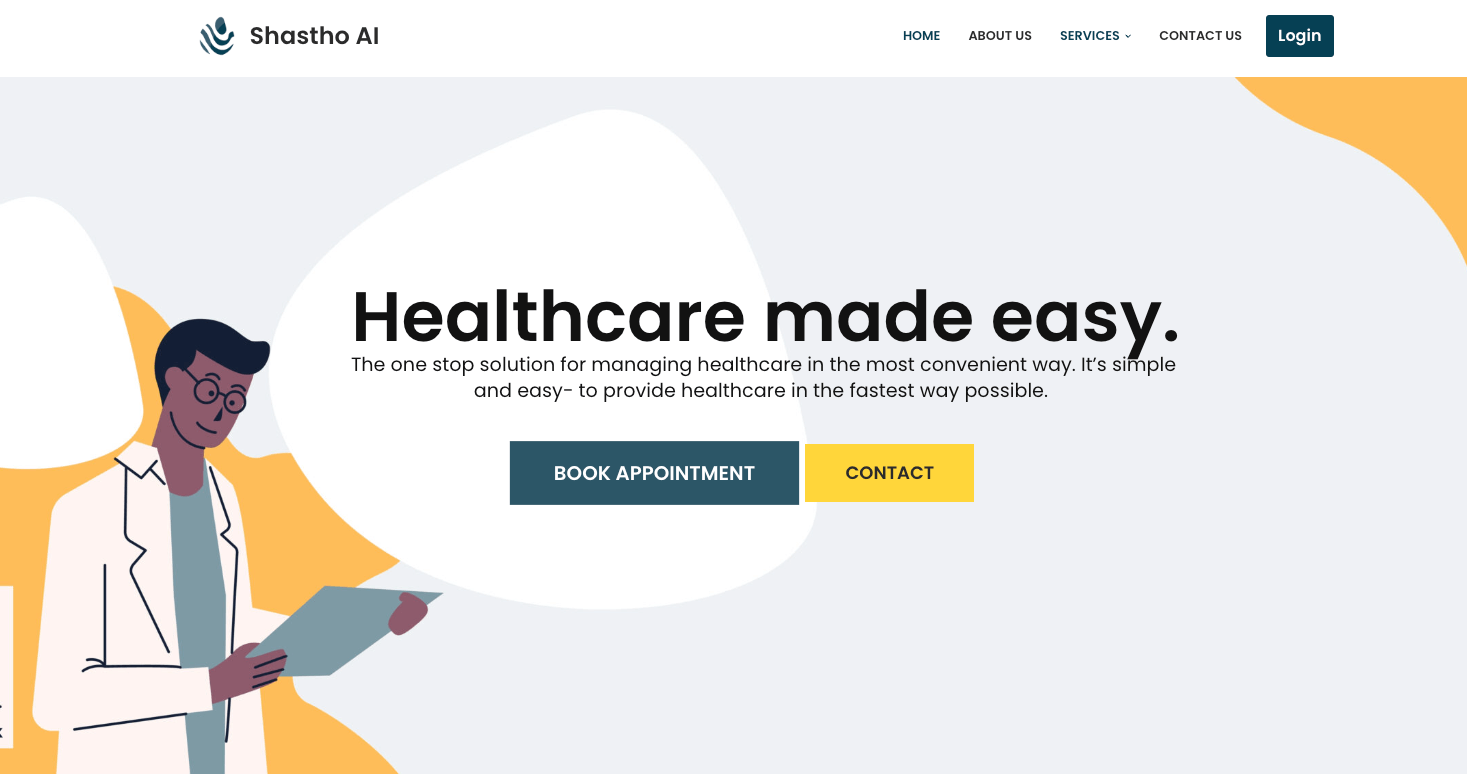 Shastho AI
HOME
ABOUT US
SERVICES
CONTACT US
Login
Healthcare made easy.
The one stop solution for managing healthcare in the most convenient way. It’s simple
and easy- to provide healthcare in the fastest way possible.
BOOK APPOINTMENT
CONTACT